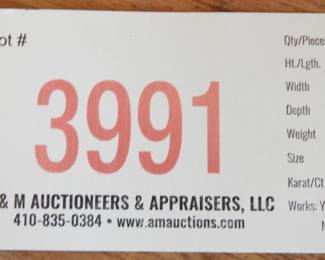 ot #
3991
& M AUCTIONEERS & APPRAISERS, LLC
410-835-0384 • www.amauctions.com
Qty/Piece
Ht./Lgth.
Width
Depth
Weight
Size
Karat/Ct
Works: Y
N